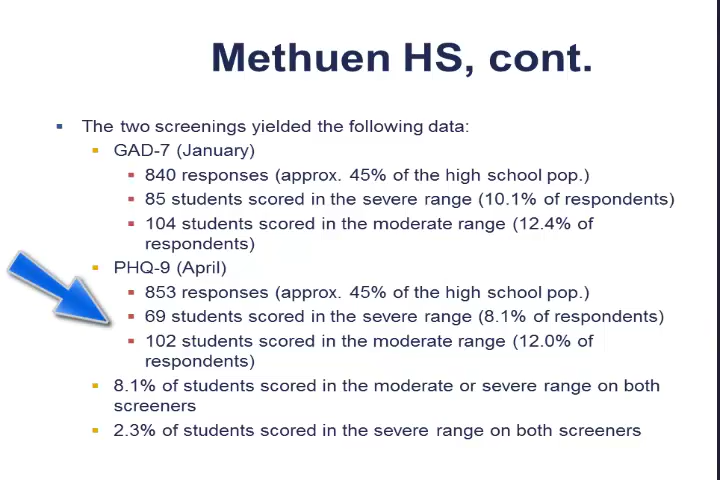 Methuen HS, cont.
The two screenings yielded the following data:
GAD-7 (January)
840 responses (approx. 45% of the high school pop.)
85 students scored in the severe range (10.1% of respondents)
104 students scored in the moderate range (12.4% of
respondents)
PHQ-9 (April)
853 responses (approx. 45% of the high school pop.)
69 students scored in the severe range (8.1% of respondents)
102 students scored in the moderate range (12.0% of
respondents)
8.1% of students scored in the moderate or severe range on both
screeners
2.3% of students scored in the severe range on both screeners